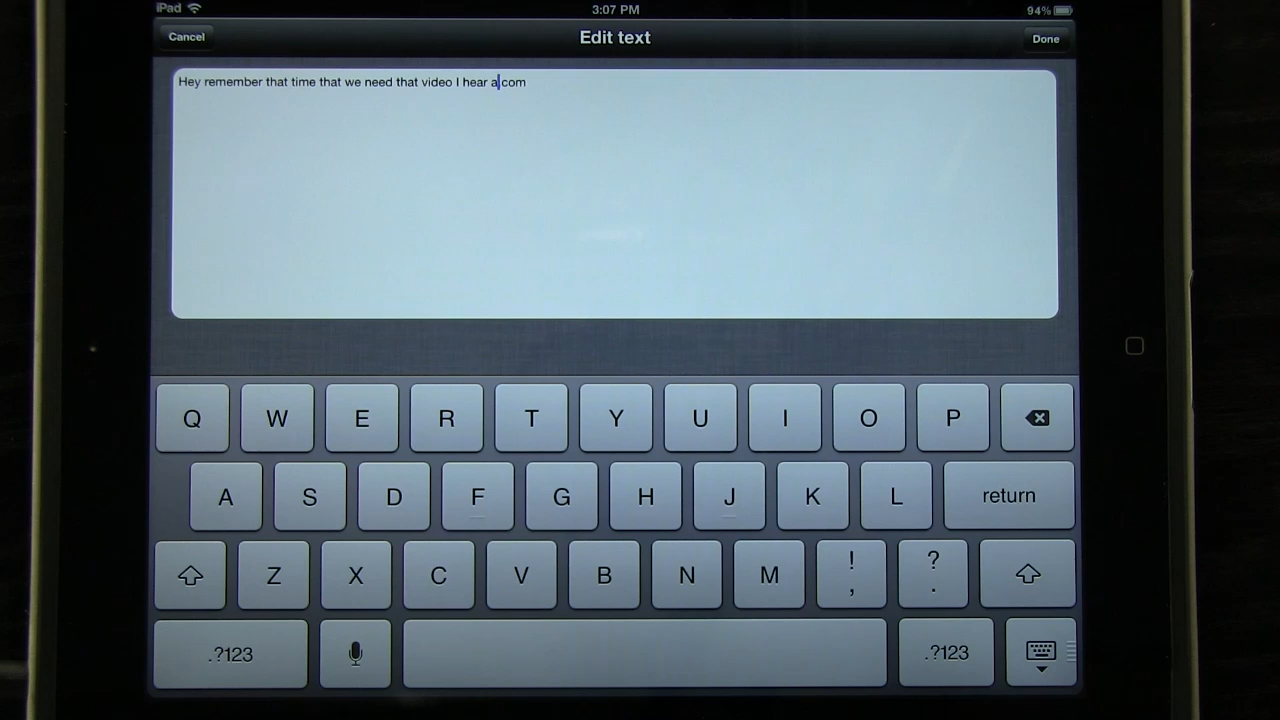 iPad 3:07 PM 94%
Cancel Edit text Done
Hey remember that time that we need that video I hear a com
Q W E R T Y U I O P
A S D F G H J K L return
Z X C V B N M ! , ? .
.?123 .?123